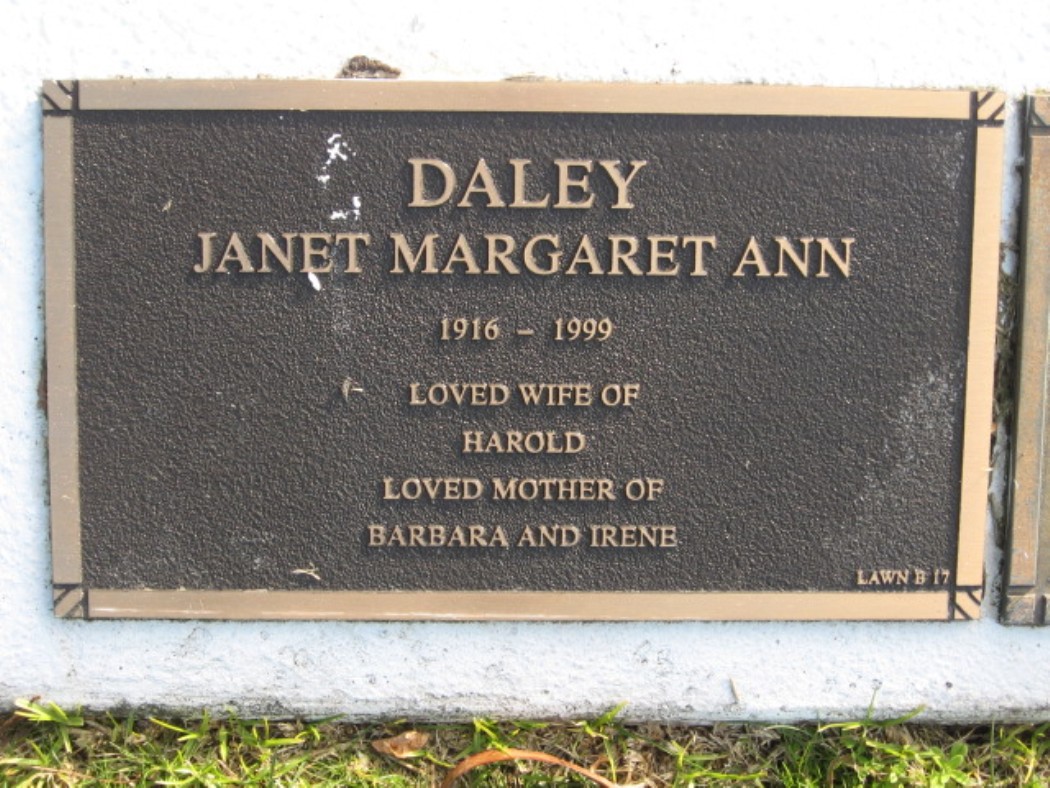 DALEY
JANET MARGARET ANN
1916 – 1999
LOVED WIFE OF
HAROLD
LOVED MOTHER OF
BARBARA AND IRENE
LAWN B 17